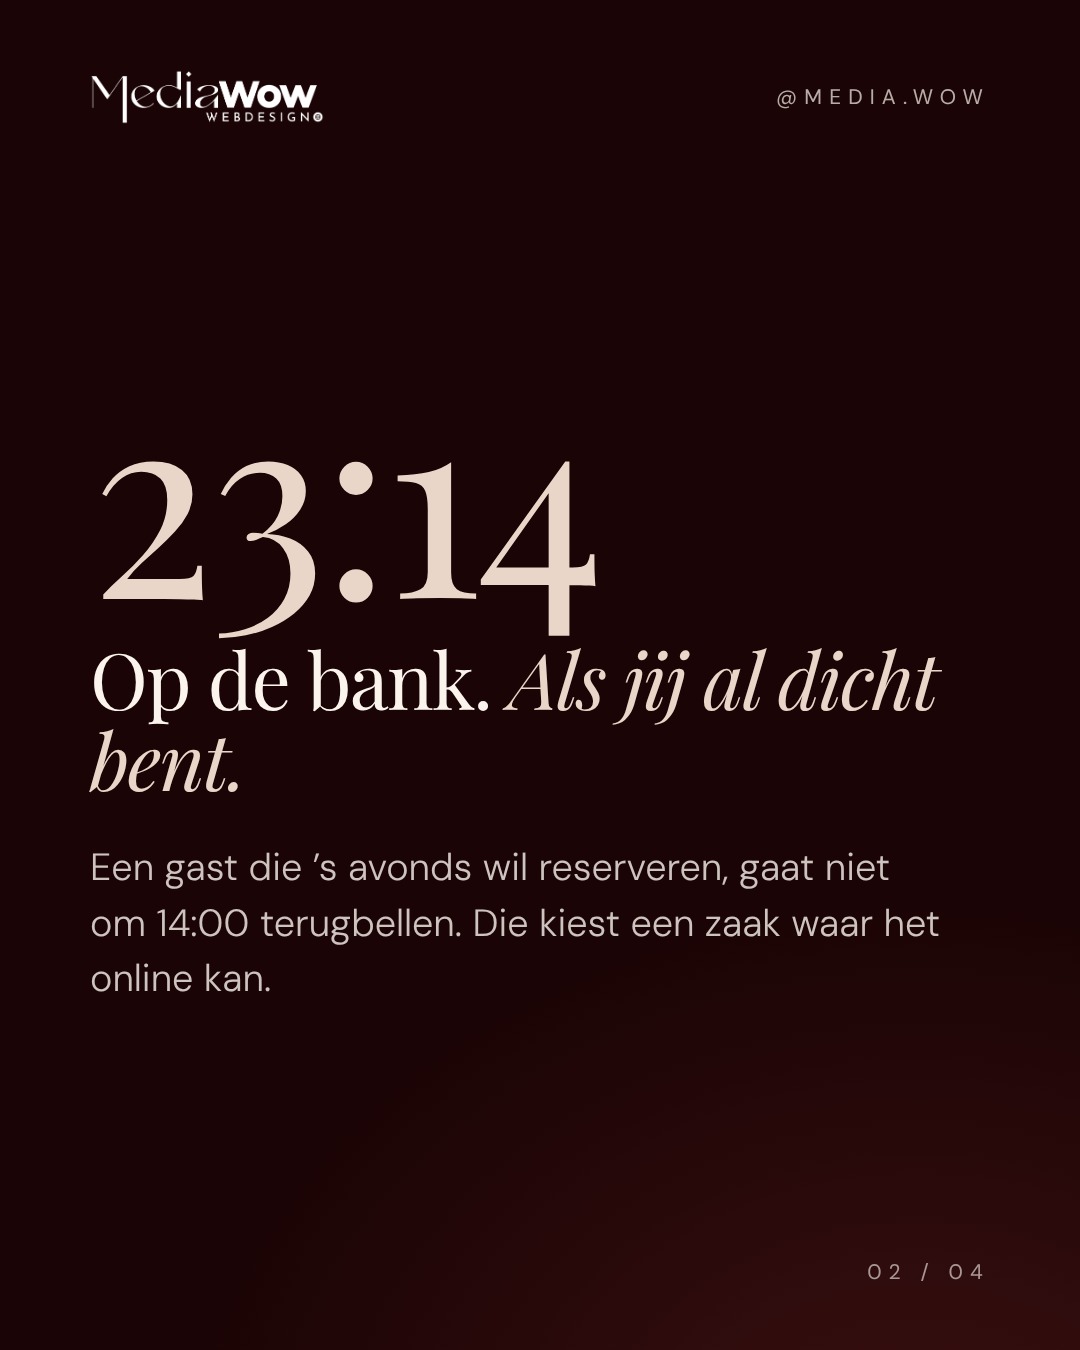 MediaWow
WEBDESIGN
@MEDIA.WOW
23:14
Op de bank. Als jij al dicht
bent.
Een gast die ’s avonds wil reserveren, gaat niet
om 14:00 terugbellen. Die kiest een zaak waar het
online kan.
02 / 04